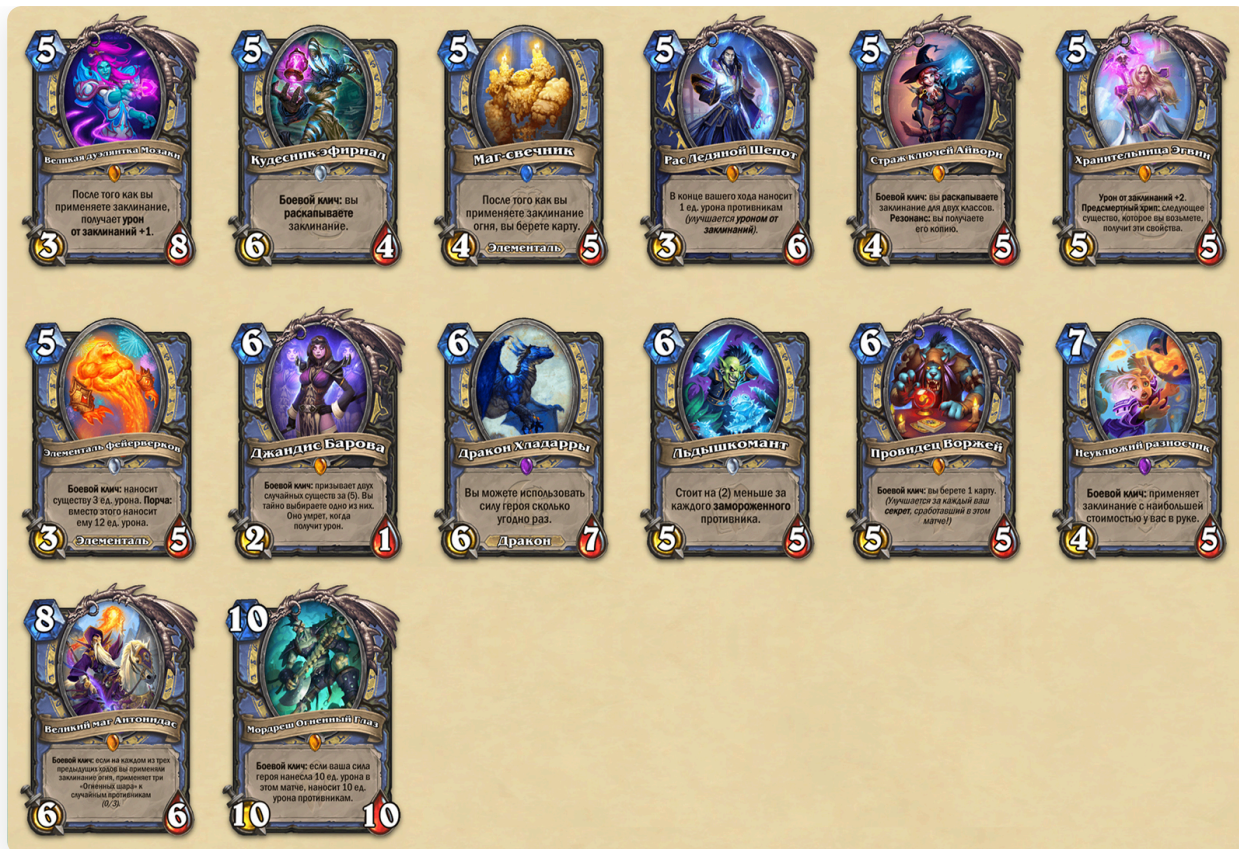 5
Великая дуэлянтка Мозаки
После того как вы
применяете заклинание,
получает урон
от заклинаний +1.
3
8
5
Кудесник-эфириал
Боевой клич: вы
раскапываете
заклинание.
6
4
5
Маг-свечник
После того как вы
применяете заклинание
огня, вы берете карту.
4
Элементаль
5
5
Рас Ледяной Шепот
В конце вашего хода наносит
1 ед. урона противникам
(улучшается уроном от
заклинаний).
3
6
5
Страж ключей Айвори
Боевой клич: вы раскапываете
заклинание для двух классов.
Резонанс: вы получаете
его копию.
4
5
5
Хранительница Эгвин
Урон от заклинаний +2.
Предсмертный хрип: следующее
существо, которое вы возьмете,
получит эти свойства.
5
5
5
Элементаль фейерверков
Боевой клич: наносит
существу 3 ед. урона. Порча:
вместо этого наносит
ему 12 ед. урона.
3
Элементаль
5
6
Джандис Барова
Боевой клич: призывает двух
случайных существ за (5). Вы
тайно выбираете одно из них.
Оно умрет, когда
получит урон.
2
1
6
Дракон Хладарры
Вы можете использовать
силу героя сколько
угодно раз.
6
Дракон
7
6
Льдышкомант
Стоит на (2) меньше за
каждого замороженного
противника.
5
5
6
Провидец Воржей
Боевой клич: вы берете 1 карту.
(Улучшается за каждый ваш
секрет, сработавший в этом
матче!)
5
5
7
Неуклюжий разносчик
Боевой клич: применяет
заклинание с наибольшей
стоимостью у вас в руке.
4
5
8
Великий маг Антонидас
Боевой клич: если на каждом из трех
предыдущих ходов вы применяли
заклинание огня, применяет три
«Огненных шара» к
случайным противникам
(0/3).
6
6
10
Мордреш Огненный Глаз
Боевой клич: если ваша сила
героя нанесла 10 ед. урона в
этом матче, наносит 10 ед.
урона противникам.
10
10